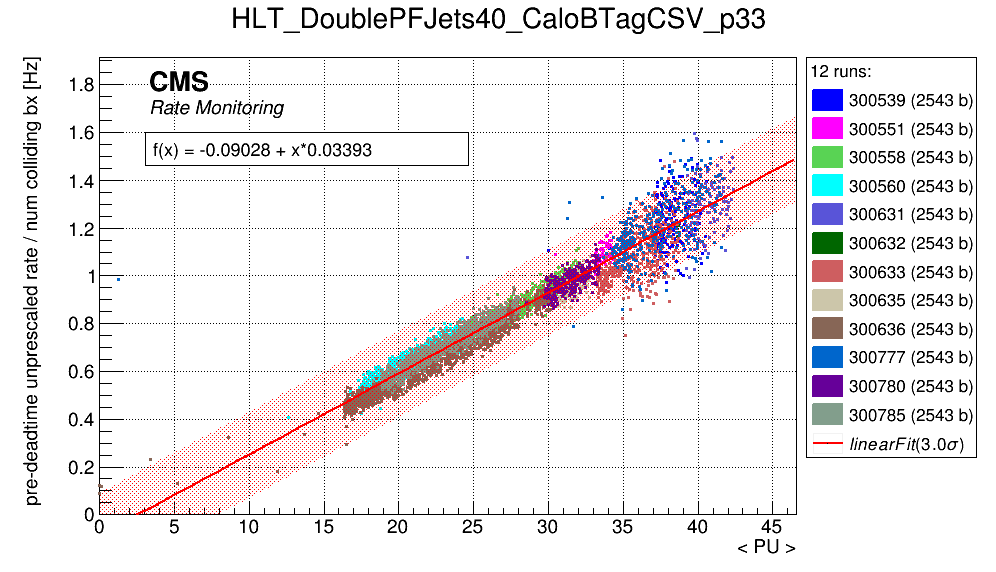 HLT_DoublePFJets40_CaloBTagCSV_p33
CMS
Rate Monitoring
f(x) = -0.09028 + x*0.03393
pre-deadtime unprescaled rate / num colliding bx [Hz]
1.8
1.6
1.4
1.2
1
0.8
0.6
0.4
0.2
0
0 5 10 15 20 25 30 35 40 45
< PU >
12 runs:
300539 (2543 b)
300551 (2543 b)
300558 (2543 b)
300560 (2543 b)
300631 (2543 b)
300632 (2543 b)
300633 (2543 b)
300635 (2543 b)
300636 (2543 b)
300777 (2543 b)
300780 (2543 b)
300785 (2543 b)
linearFit(3.0σ)